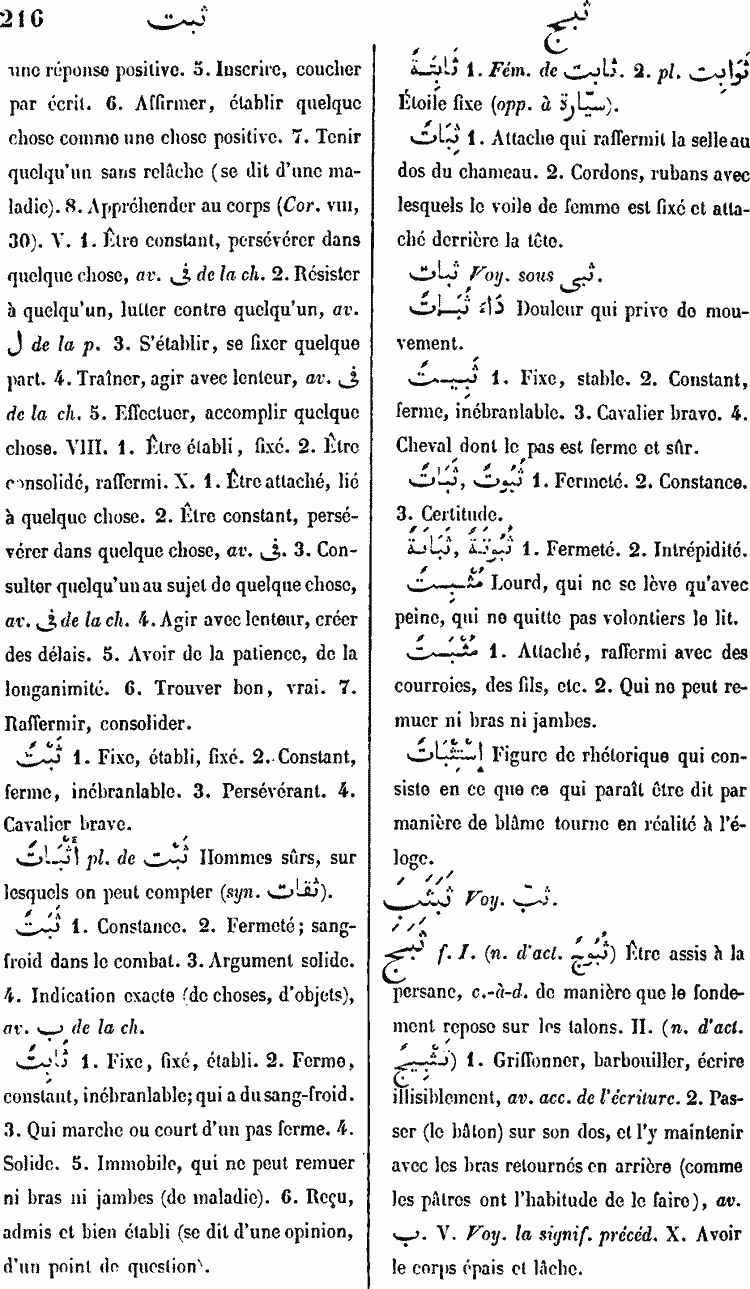 216 ثبت ثبج
une réponse positive. 5. Inscrire, coucher
par écrit. 6. Affirmer, établir quelque
chose comme une chose positive. 7. Tenir
quelqu'un sans relâche (se dit d'une ma-
ladie). 8. Appréhender au corps (Cor. VIII,
30). V. 1. Être constant, persévérer dans
quelque chose, av. فى de la ch. 2. Résister
à quelqu'un, lutter contre quelqu'un, av.
ل de la p. 3. S'établir, se fixer quelque
part. 4. Traîner, agir avec lenteur, av. فى
de la ch. 5. Effectuer, accomplir quelque
chose. VIII. 1. Être établi, fixé. 2. Être
consolidé, raffermi. X. 1. Être attaché, lié
à quelque chose. 2. Être constant, persé-
vérer dans quelque chose, av. فى. 3. Con-
sulter quelqu'un au sujet de quelque chose,
av. فى de la ch. 4. Agir avec lenteur, créer
des délais. 5. Avoir de la patience, de la
longanimité. 6. Trouver bon, vrai. 7.
Raffermir, consolider.
ثَبْتٌ 1. Fixe, établi, fixé. 2. Constant,
ferme, inébranlable. 3. Persévérant. 4.
Cavalier brave.
أَثْبَاتٌ pl. de ثَبْت Hommes sûrs, sur
lesquels on peut compter (syn. ثقات).
ثَبَتٌ 1. Constance. 2. Fermeté; sang-
froid dans le combat. 3. Argument solide.
4. Indication exacte (de choses, d'objets),
av. ب de la ch.
ثَابِتٌ 1. Fixe, fixé, établi. 2. Ferme,
constant, inébranlable; qui a du sang-froid.
3. Qui marche ou court d'un pas ferme. 4.
Solide. 5. Immobile, qui ne peut remuer
ni bras ni jambes (de maladie). 6. Reçu,
admis et bien établi (se dit d'une opinion,
d'un point de question).
ثَابِتَةٌ 1. Fém. de ثابت. 2. pl. ثَوَابِت
Étoile fixe (opp. à سيّارة).
ثِبَاتٌ 1. Attache qui raffermit la selle au
dos du chameau. 2. Cordons, rubans avec
lesquels le voile de femme est fixé et atta-
ché derrière la tête.
ثبات Voy. sous ثبى.
دَاءٌ ثُبَاتٌ Douleur qui prive de mou-
vement.
ثَبِيتٌ 1. Fixe, stable. 2. Constant,
ferme, inébranlable. 3. Cavalier brave. 4.
Cheval dont le pas est ferme et sûr.
ثَبَاتٌ, ثُبُوتٌ 1. Fermeté. 2. Constance.
3. Certitude.
ثَبَاتَةٌ, ثُبُوتَةٌ 1. Fermeté. 2. Intrépidité.
مُثْبِتٌ Lourd, qui ne se lève qu'avec
peine, qui ne quitte pas volontiers le lit.
مُثْبَتٌ 1. Attaché, raffermi avec des
courroies, des fils, etc. 2. Qui ne peut re-
muer ni bras ni jambes.
إِسْتِثْبَاتٌ Figure de rhétorique qui con-
siste en ce que ce qui paraît être dit par
manière de blâme tourne en réalité à l'é-
loge.
ثَبْثَبَ Voy. ثبّ.
ثَبَجَ f. I. (n. d'act. ثُبُوجٌ) Être assis à la
persane, c.-à-d. de manière que le fonde-
ment repose sur les talons. II. (n. d'act.
تَثْبِيجٌ) 1. Griffonner, barbouiller, écrire
illisiblement, av. acc. de l'écriture. 2. Pas-
ser (le bâton) sur son dos, et l'y maintenir
avec les bras retournés en arrière (comme
les pâtres ont l'habitude de le faire), av.
ب. V. Voy. la signif. précéd. X. Avoir
le corps épais et lâche.